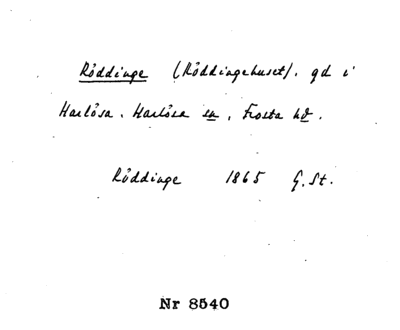 Röddinge (Röddingehuset), gd i
Harlösa, Harlösa sn, Frosta hd.
Röddinge 1865 G. St.
Nr 8540